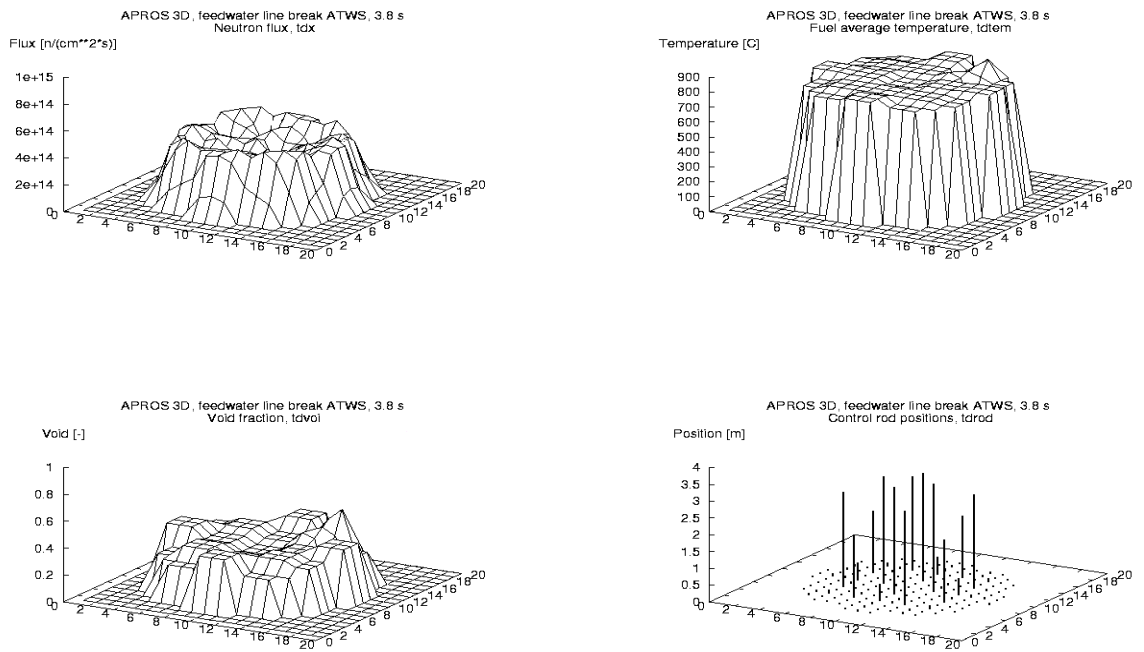 APROS 3D, feedwater line break ATWS, 3.8 s
Neutron flux, tdx
Flux [n/(cm**2*s)]
1e+15
8e+14
6e+14
4e+14
2e+14
0
0 2 4 6 8 10 12 14 16 18 20
0 2 4 6 8 10 12 14 16 18 20
APROS 3D, feedwater line break ATWS, 3.8 s
Fuel average temperature, tdtem
Temperature [C]
900
800
700
600
500
400
300
200
100
0
0 2 4 6 8 10 12 14 16 18 20
0 2 4 6 8 10 12 14 16 18 20
APROS 3D, feedwater line break ATWS, 3.8 s
Void fraction, tdvoi
Void [-]
1
0.8
0.6
0.4
0.2
0
0 2 4 6 8 10 12 14 16 18 20
0 2 4 6 8 10 12 14 16 18 20
APROS 3D, feedwater line break ATWS, 3.8 s
Control rod positions, tdrod
Position [m]
4
3.5
3
2.5
2
1.5
1
0.5
0
0 2 4 6 8 10 12 14 16 18 20
0 2 4 6 8 10 12 14 16 18 20